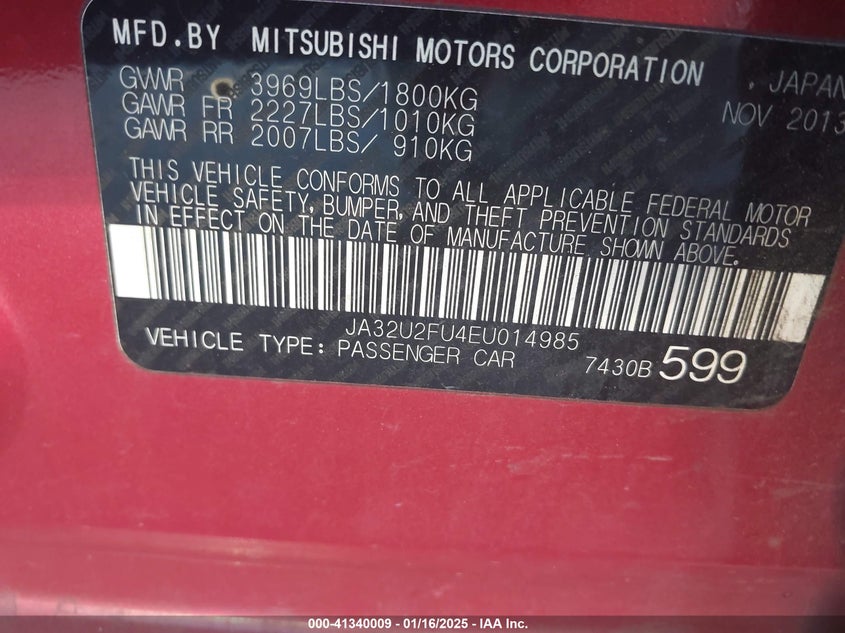 MFD.BY MITSUBISHI MOTORS CORPORATION , JAPAN
GVWR 3969LBS/1800KG NOV 2013
GAWR FR 2227LBS/1010KG
GAWR RR 2007LBS/ 910KG
THIS VEHICLE CONFORMS TO ALL APPLICABLE FEDERAL MOTOR
VEHICLE SAFETY, BUMPER, AND THEFT PREVENTION STANDARDS
IN EFFECT ON THE DATE OF MANUFACTURE SHOWN ABOVE.
JA32U2FU4EU014985
VEHICLE TYPE: PASSENGER CAR 7430B 599
000-41340009 - 01/16/2025 - IAA Inc.